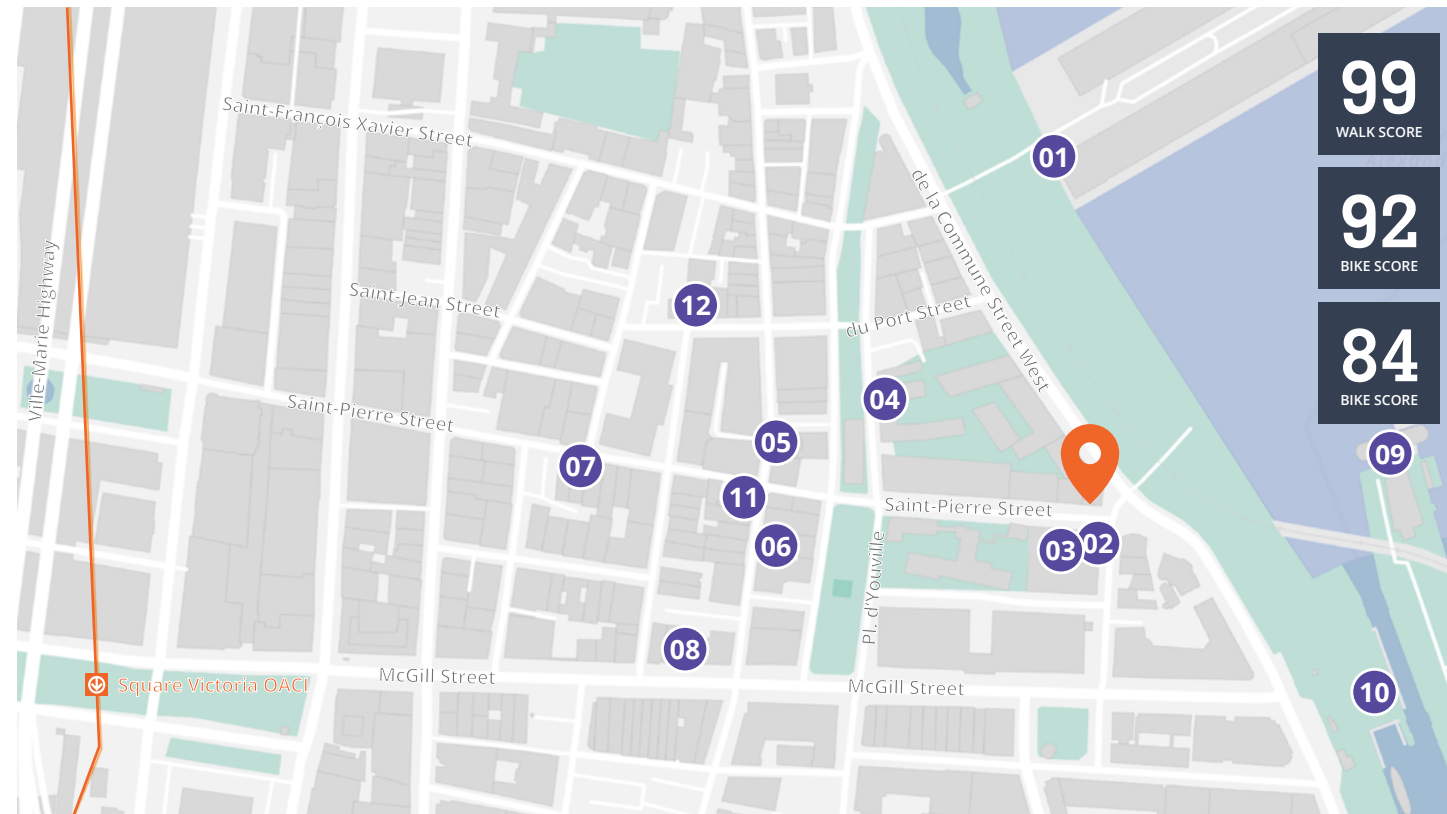 99
WALK SCORE
92
BIKE SCORE
84
BIKE SCORE
Saint-François Xavier Street
01
de la Commune Street West
Ville-Marie Highway
Saint-Jean Street
12
du Port Street
04
Saint-Pierre Street
05
07
09
11
Saint-Pierre Street
06
03
02
Pl. d'Youville
08
McGill Street
McGill Street
Square Victoria OACI
10